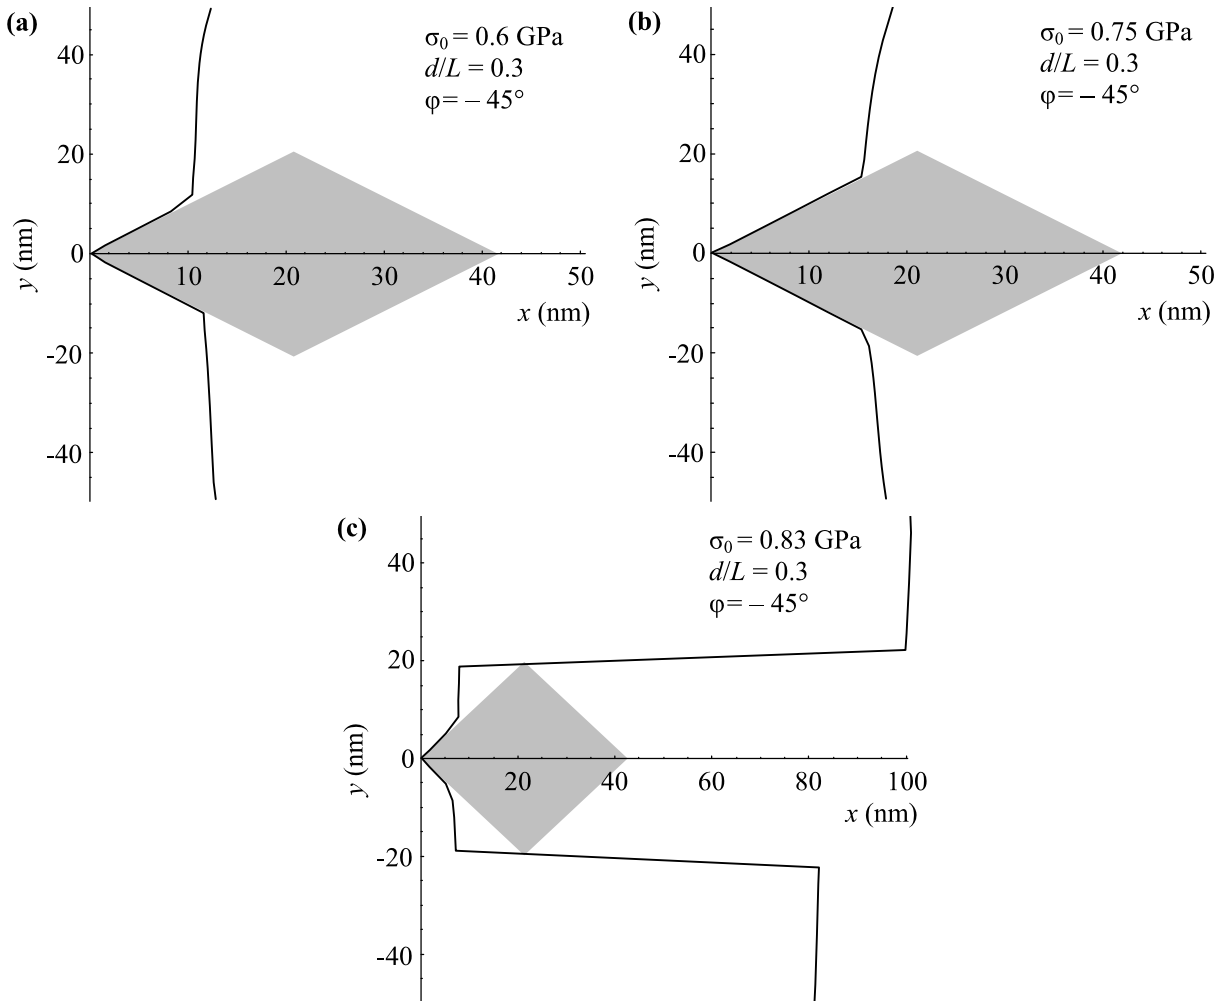 (a)
σ0 = 0.6 GPa
d/L = 0.3
φ = – 45°
40
20
0
-20
-40
10 20 30 40 50
x (nm)
y (nm)
(b)
σ0 = 0.75 GPa
d/L = 0.3
φ = – 45°
40
20
0
-20
-40
10 20 30 40 50
x (nm)
y (nm)
(c)
σ0 = 0.83 GPa
d/L = 0.3
φ = – 45°
40
20
0
-20
-40
20 40 60 80 100
x (nm)
y (nm)